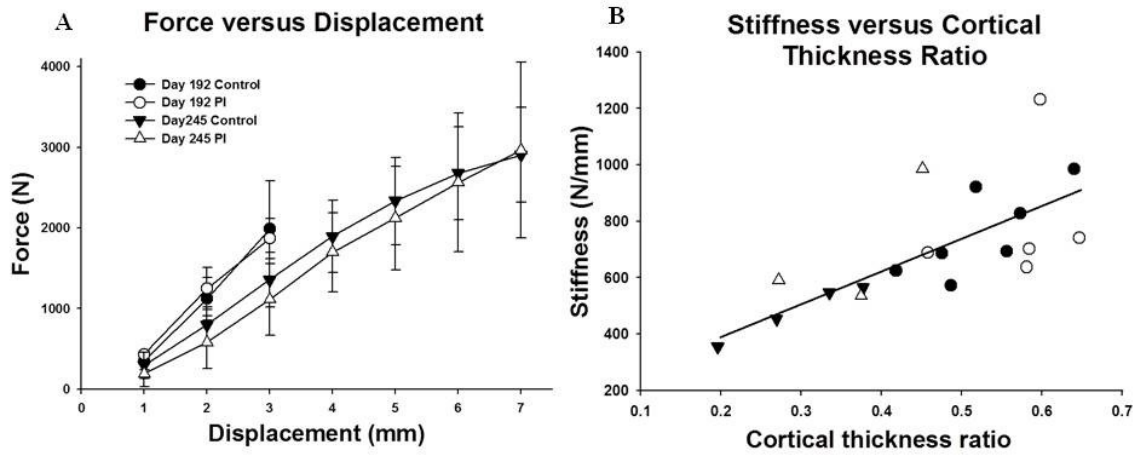 A
Force versus Displacement
4000
3000
2000
1000
0
Force (N)
Day 192 Control
Day 192 PI
Day245 Control
Day 245 PI
0 1 2 3 4 5 6 7
Displacement (mm)
B
Stiffness versus Cortical
Thickness Ratio
1400
1200
1000
800
600
400
200
Stiffness (N/mm)
0.1 0.2 0.3 0.4 0.5 0.6 0.7
Cortical thickness ratio